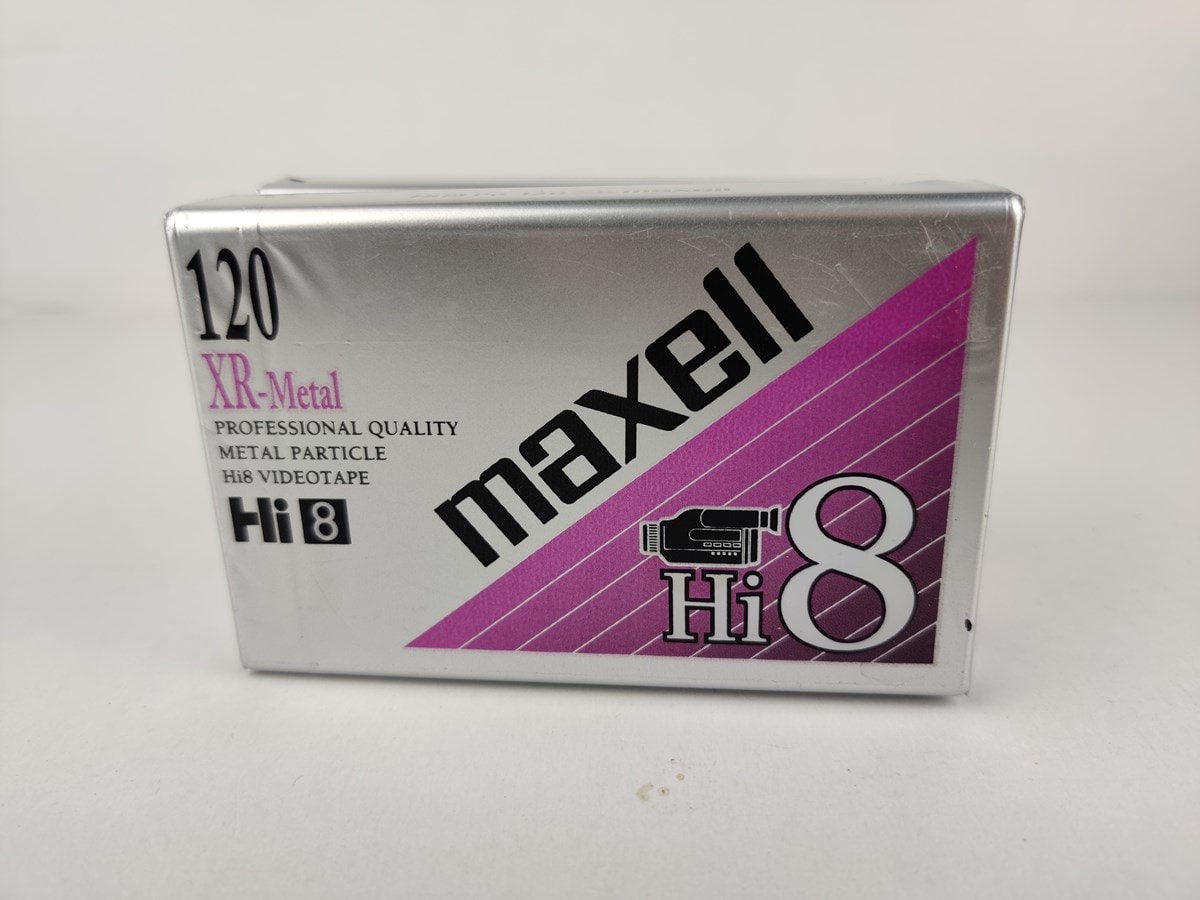 120
XR-Metal
PROFESSIONAL QUALITY
METAL PARTICLE
Hi8 VIDEOTAPE
Hi 8
maxell
Hi8